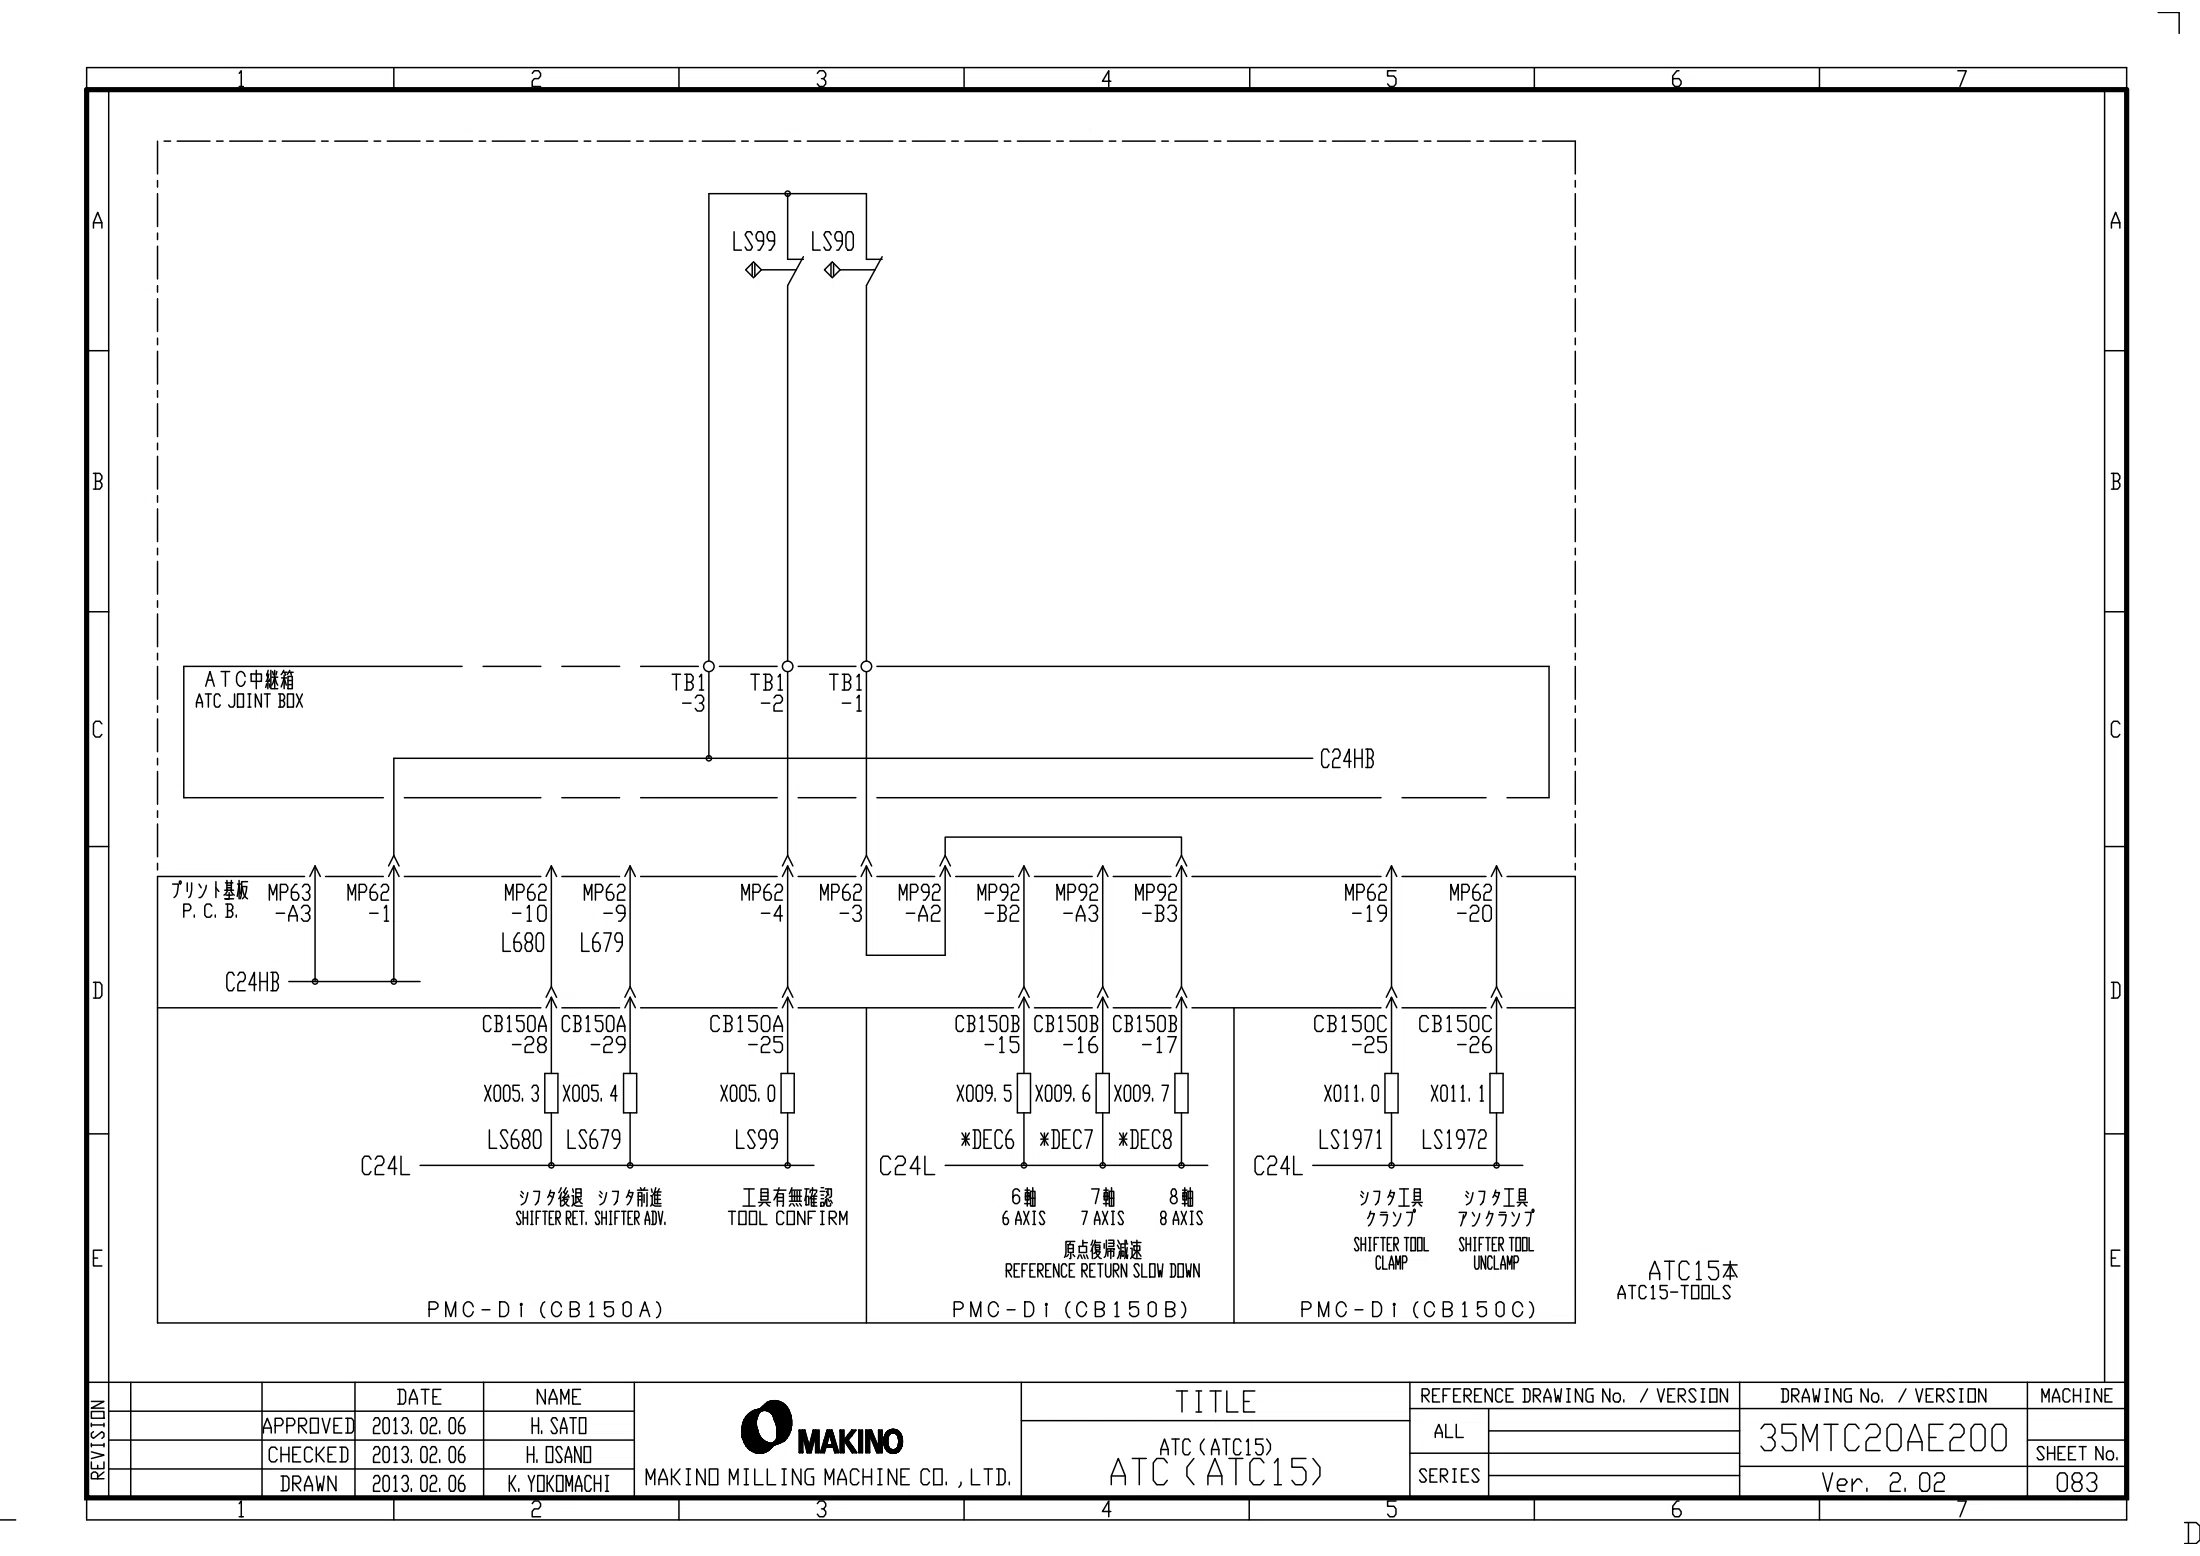 1 2 3 4 5 6 7
A A
LS99 LS90
B B
ATC中継箱
ATC JOINT BOX
TB1 TB1 TB1
-3 -2 -1
C C
C24HB
プリント基板
P. C. B.
MP63 MP62 MP62 MP62 MP62 MP62 MP92 MP92 MP92 MP92 MP62 MP62
-A3 -1 -10 -9 -4 -3 -A2 -B2 -A3 -B3 -19 -20
L680 L679
C24HB
D D
CB150A CB150A CB150A CB150B CB150B CB150B CB150C CB150C
-28 -29 -25 -15 -16 -17 -25 -26
X005.3 X005.4 X005.0 X009.5 X009.6 X009.7 X011.0 X011.1
LS680 LS679 LS99 *DEC6 *DEC7 *DEC8 LS1971 LS1972
C24L C24L C24L
シフタ後退 シフタ前進 工具有無確認 6軸 7軸 8軸 シフタ工具 シフタ工具
SHIFTER RET. SHIFTER ADV. TOOL CONFIRM 6 AXIS 7 AXIS 8 AXIS クランプ アンクランプ
原点復帰減速 SHIFTER TOOL SHIFTER TOOL
REFERENCE RETURN SLOW DOWN CLAMP UNCLAMP
E E
ATC15本
ATC15-TOOLS
PMC-Di (CB150A) PMC-Di (CB150B) PMC-Di (CB150C)
REVISION
DATE NAME
APPROVED 2013.02.06 H. SATO
CHECKED 2013.02.06 H. OSANO
DRAWN 2013.02.06 K. YOKOMACHI
MAKINO
MAKINO MILLING MACHINE CO., LTD.
TITLE
ATC (ATC15)
ATC (ATC15)
REFERENCE DRAWING No. / VERSION
ALL
SERIES
DRAWING No. / VERSION
35MTC20AE200
Ver. 2.02
MACHINE
SHEET No.
083
1 2 3 4 5 6 7